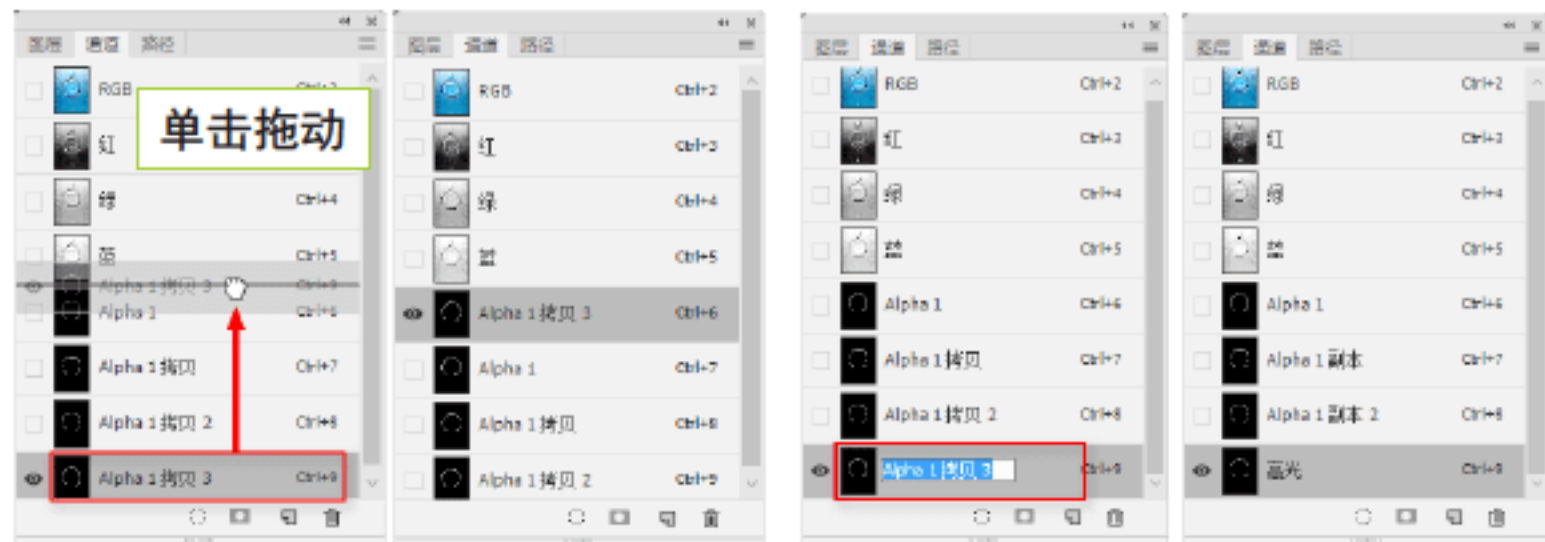 图层 通道 路径
RGB Ctrl+2
单击拖动
红
绿 Ctrl+4
蓝 Ctrl+5
Alpha 1 拷贝 3 Ctrl+9
Alpha 1 Ctrl+6
Alpha 1 拷贝 Ctrl+7
Alpha 1 拷贝 2 Ctrl+8
Alpha 1 拷贝 3 Ctrl+9
图层 通道 路径
RGB Ctrl+2
红 Ctrl+3
绿 Ctrl+4
蓝 Ctrl+5
Alpha 1 拷贝 3 Ctrl+6
Alpha 1 Ctrl+7
Alpha 1 拷贝 Ctrl+8
Alpha 1 拷贝 2 Ctrl+9
图层 通道 路径
RGB Ctrl+2
红 Ctrl+3
绿 Ctrl+4
蓝 Ctrl+5
Alpha 1 Ctrl+6
Alpha 1 拷贝 Ctrl+7
Alpha 1 拷贝 2 Ctrl+8
Alpha 1 拷贝 3 Ctrl+9
图层 通道 路径
RGB Ctrl+2
红 Ctrl+3
绿 Ctrl+4
蓝 Ctrl+5
Alpha 1 Ctrl+6
Alpha 1 副本 Ctrl+7
Alpha 1 副本 2 Ctrl+8
高光 Ctrl+9